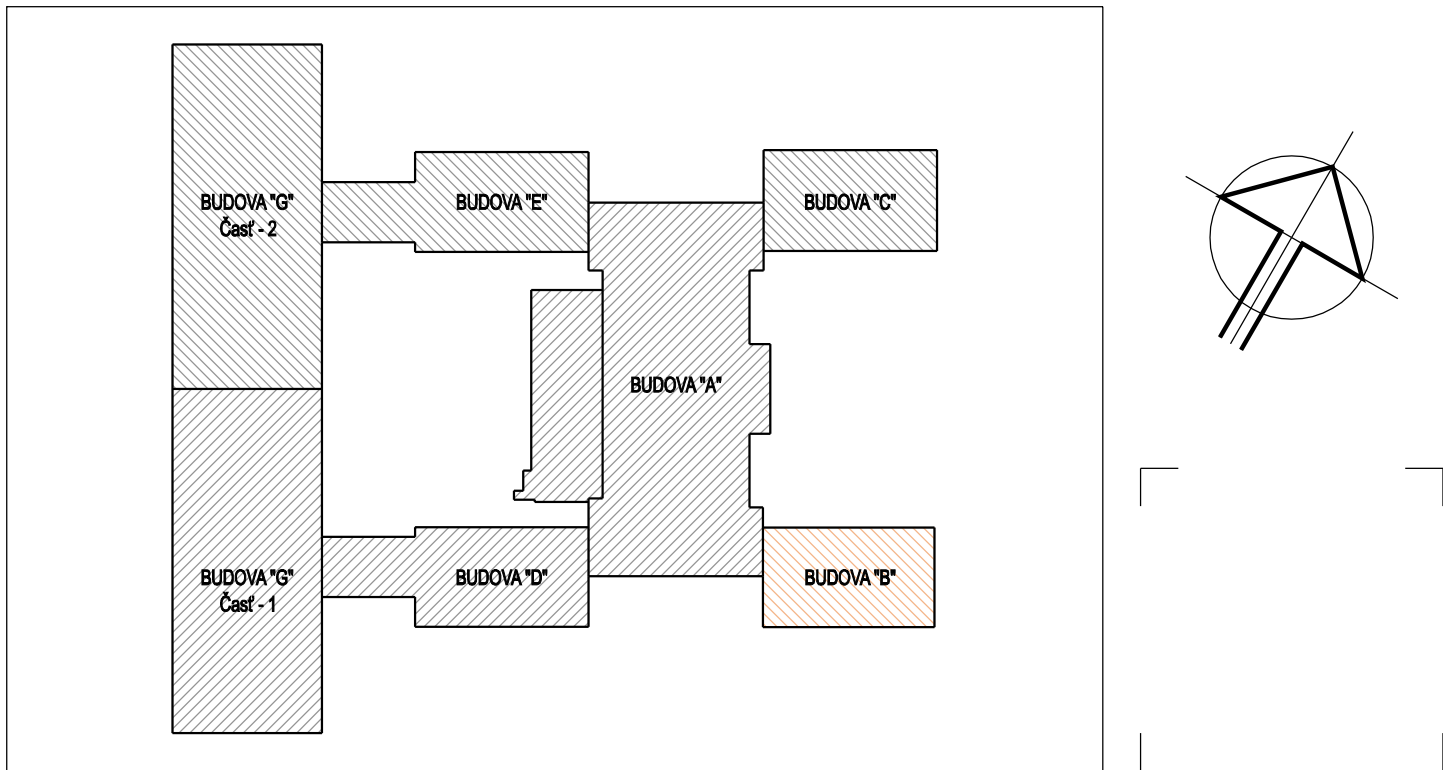 BUDOVA "G"
Časť - 2
BUDOVA "E"
BUDOVA "C"
BUDOVA "A"
BUDOVA "G"
Časť - 1
BUDOVA "D"
BUDOVA "B"